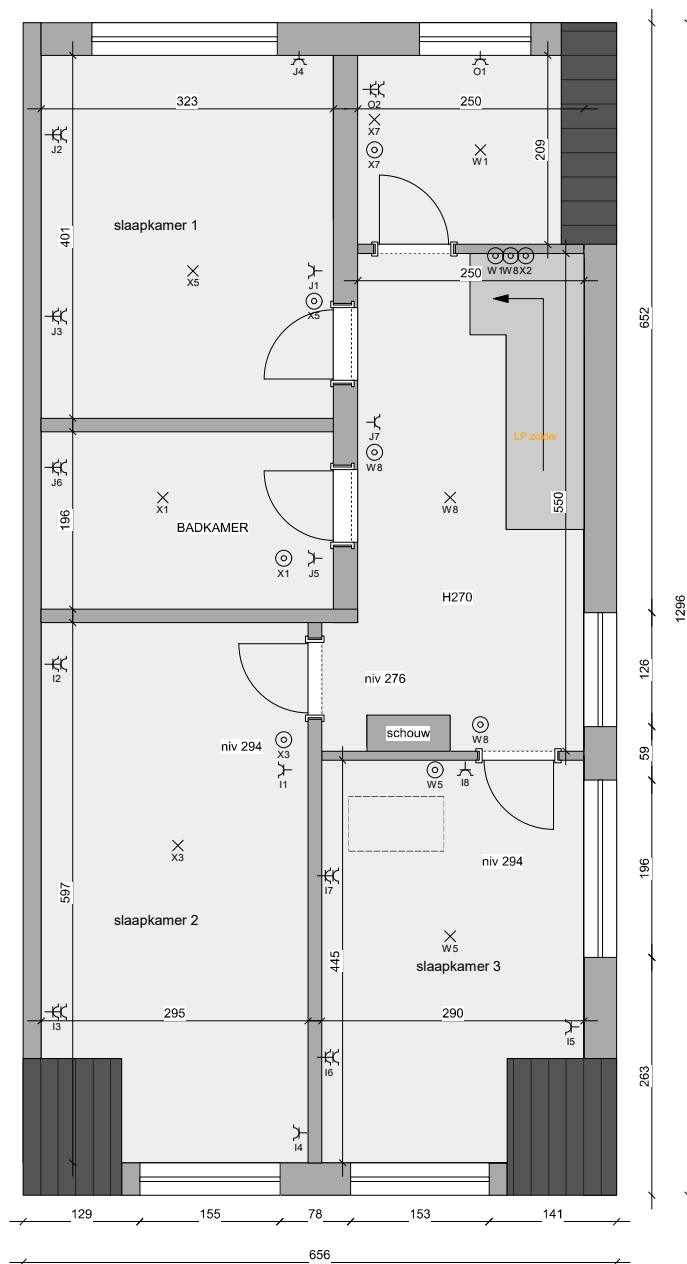 J4
O1
O2
323
250
X7
J2
X7
W1
209
slaapkamer 1
401
W1
W8
X2
J1
X5
250
X5
J3
652
J7
LP zolder
W8
J6
X1
W8
550
196
BADKAMER
X1
J5
H270
1296
I2
niv 276
126
schouw
W8
niv 294
X3
59
I1
W5
I8
X3
niv 294
196
I7
597
slaapkamer 2
W5
445
slaapkamer 3
I3
295
290
I5
I6
263
I4
129
155
78
153
141
656